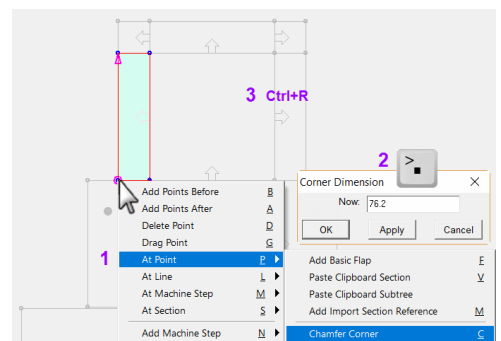 3 Ctrl+R
2
> .
Corner Dimension
Now: 76.2
OK Apply Cancel
1
Add Points Before B
Add Points After A
Delete Point D
Drag Point G
At Point P
At Line L
At Machine Step M
At Section S
Add Machine Step N
Add Basic Flap F
Paste Clipboard Section V
Paste Clipboard Subtree
Add Import Section Reference M
Chamfer Corner C